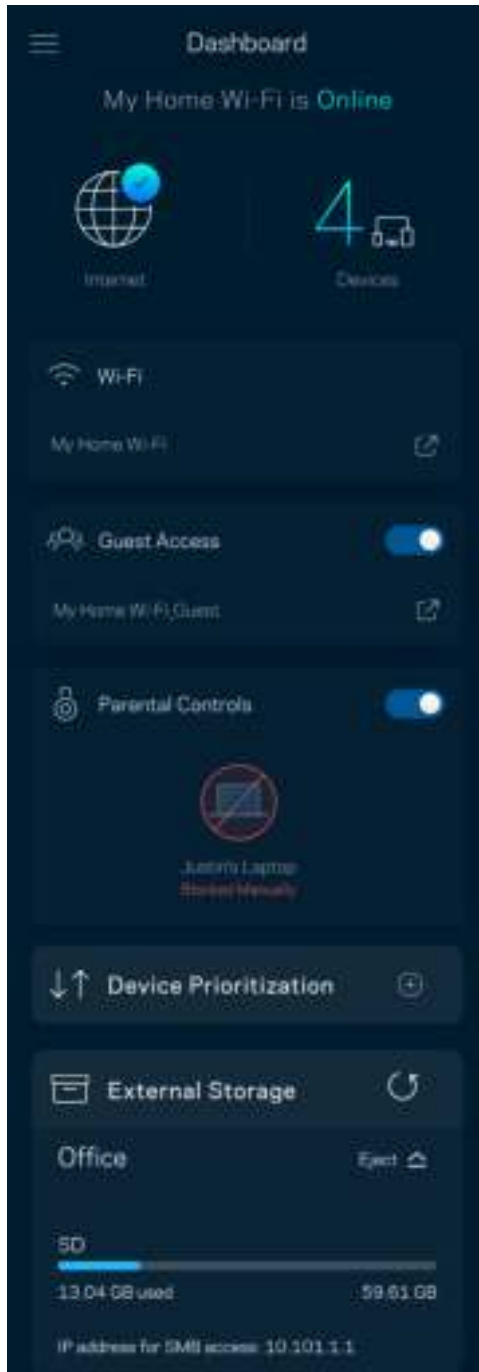 Dashboard
My Home Wi-Fi is Online
4
Internet
Devices
Wi-Fi
My Home Wi-Fi
Guest Access
My Home Wi-Fi_Guest
Parental Controls
Justin's Laptop
Blocked Manually
Device Prioritization
External Storage
Office
Eject
SD
13.04 GB used
59.61 GB
IP address for SMB access: 10.101.1.1